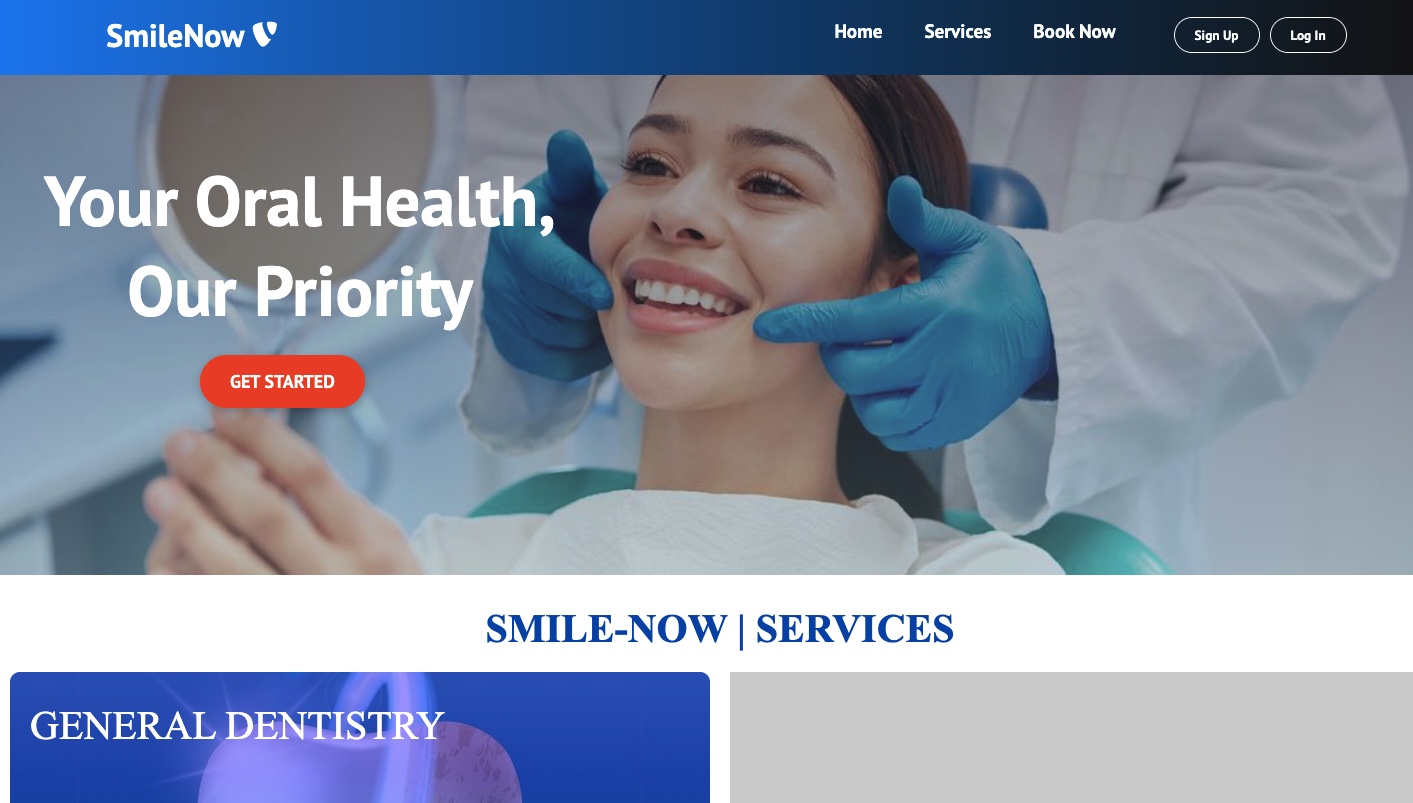 SmileNow
Home
Services
Book Now
Sign Up
Log In
Your Oral Health,
Our Priority
GET STARTED
SMILE-NOW | SERVICES
GENERAL DENTISTRY